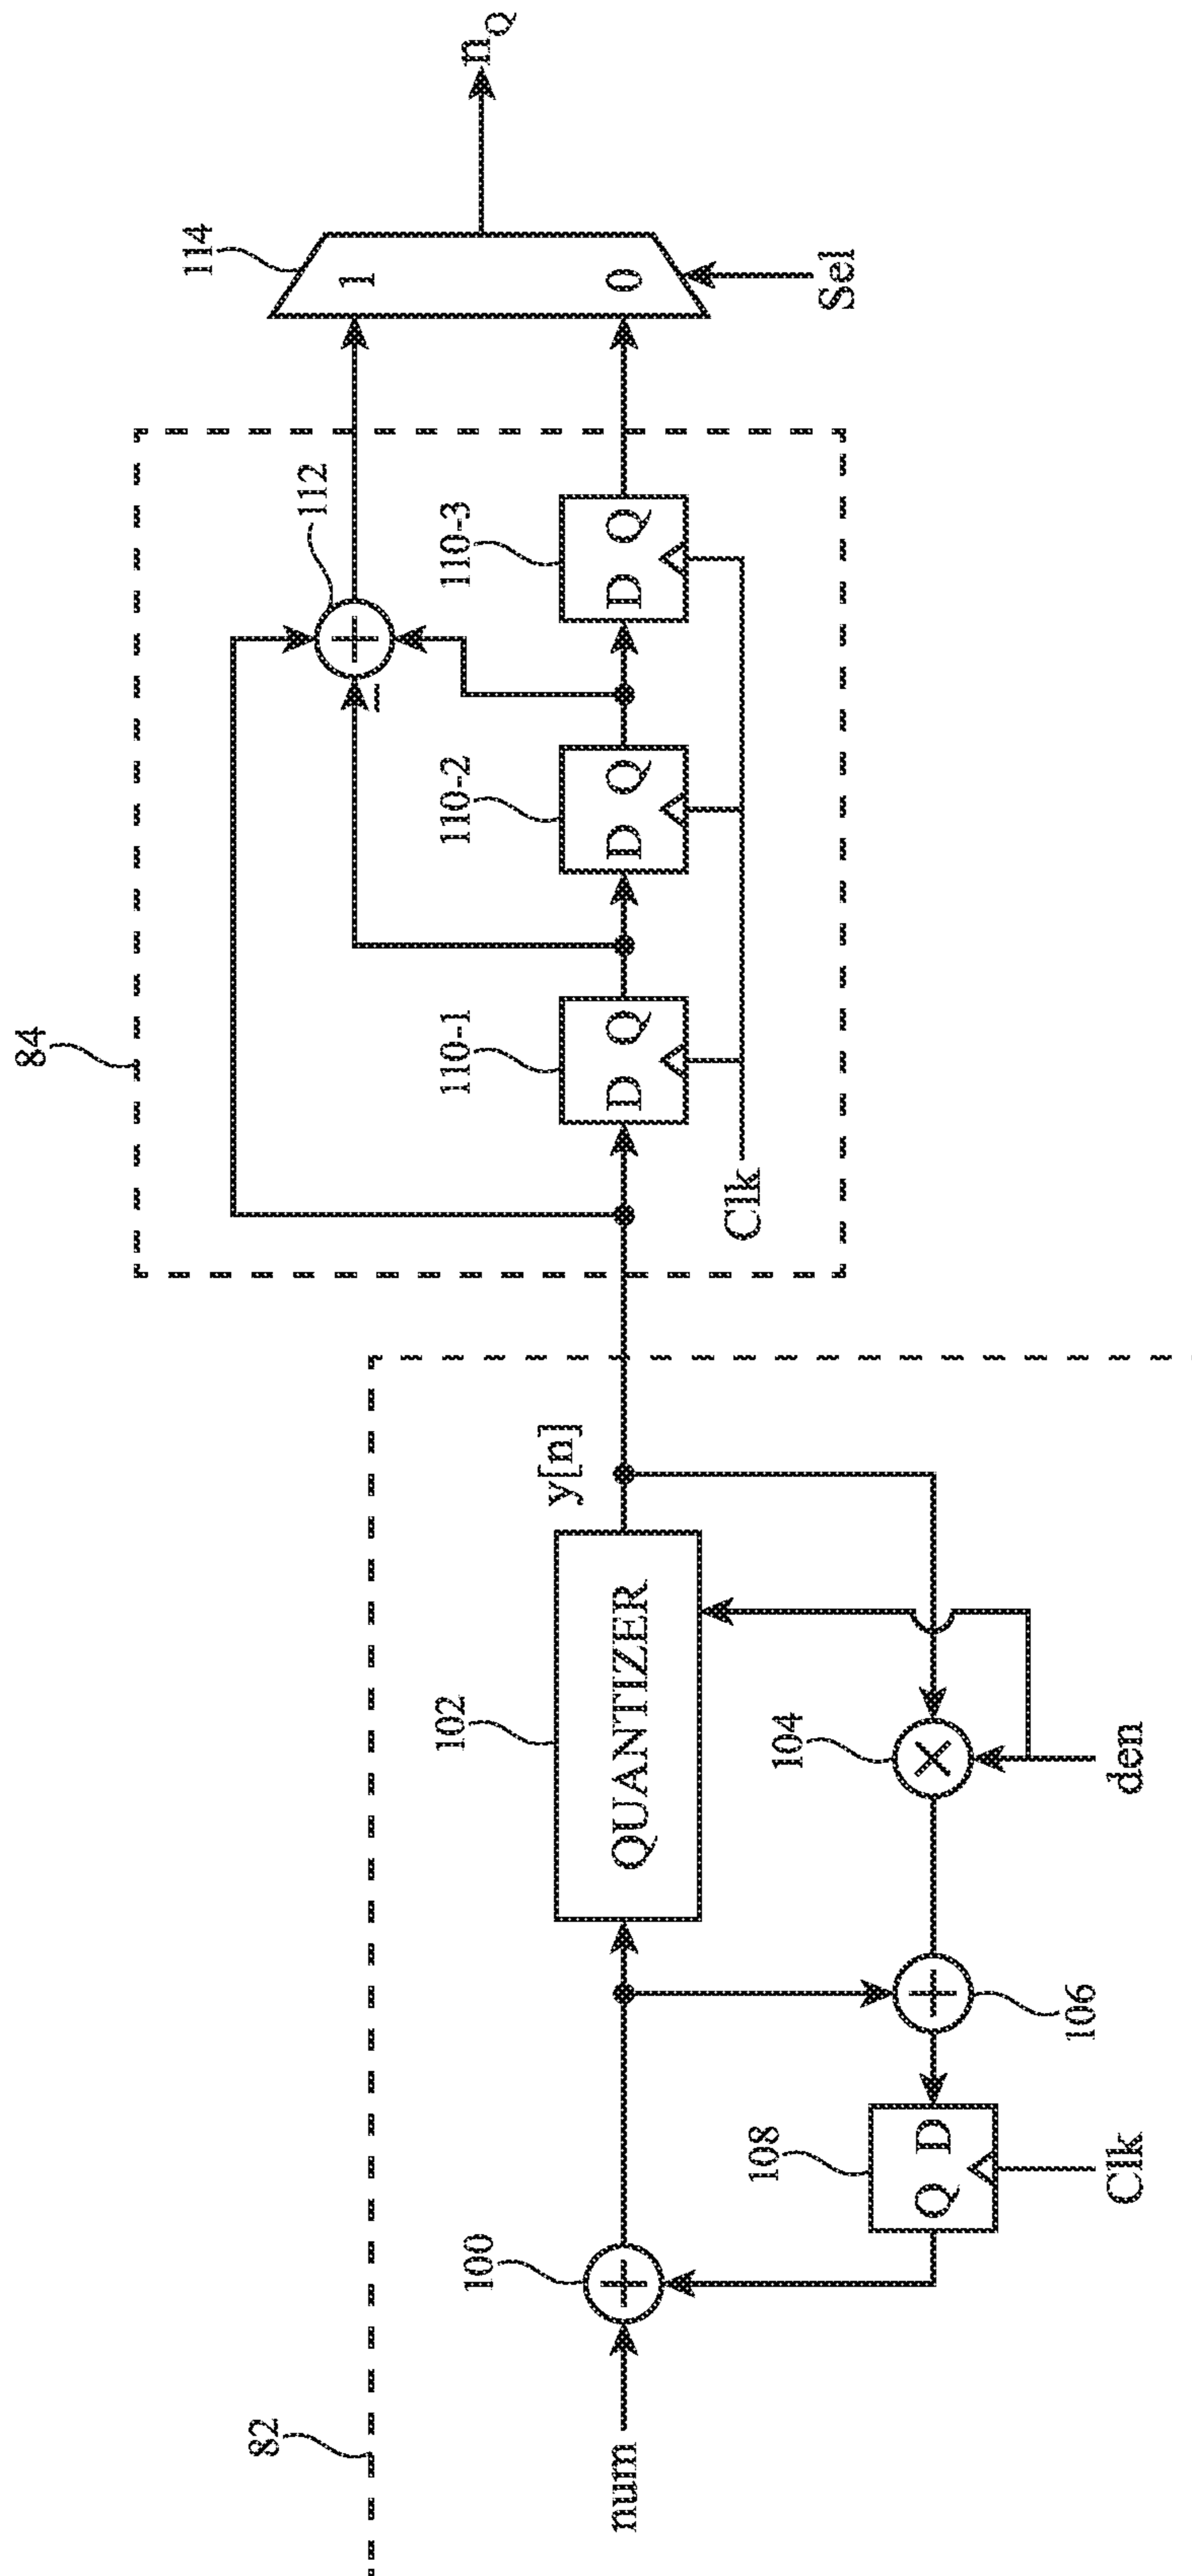 84
112
114
1
0
n_Q
Sel
110-1
110-2
110-3
D Q
D Q
D Q
Clk
82
102
QUANTIZER
y[n]
100
+
num
108
Q D
Clk
106
+
104
×
den
+
−